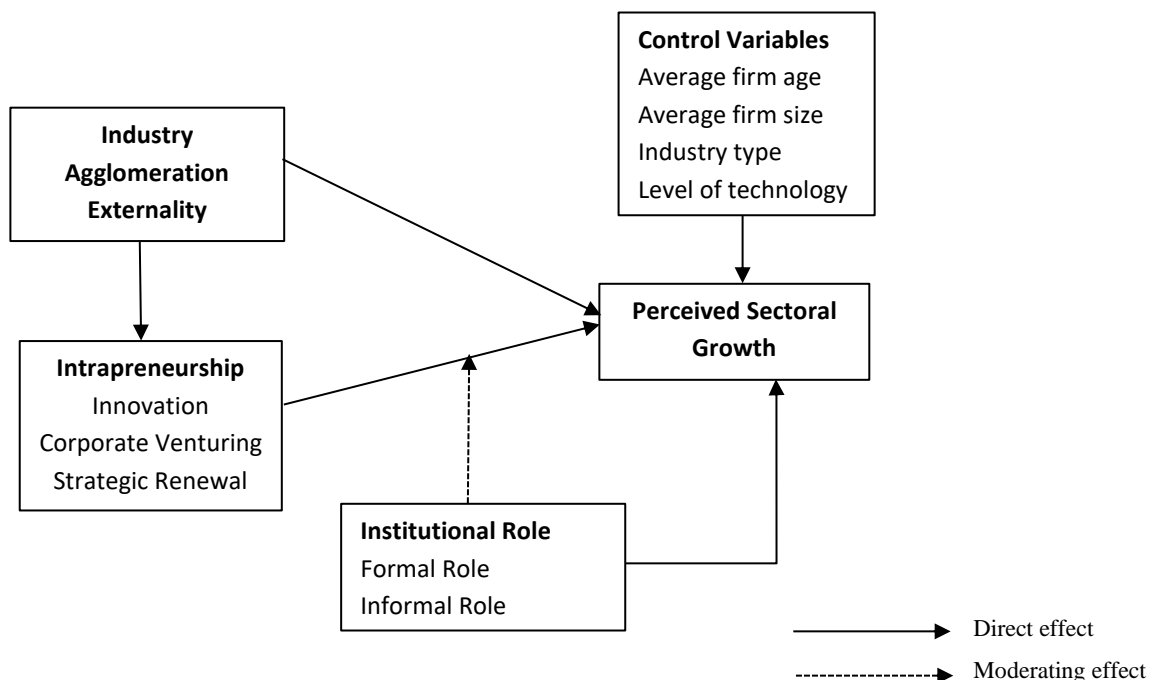 Control Variables
Average firm age
Average firm size
Industry type
Level of technology
Industry
Agglomeration
Externality
Perceived Sectoral
Growth
Intrapreneurship
Innovation
Corporate Venturing
Strategic Renewal
Institutional Role
Formal Role
Informal Role
Direct effect
Moderating effect